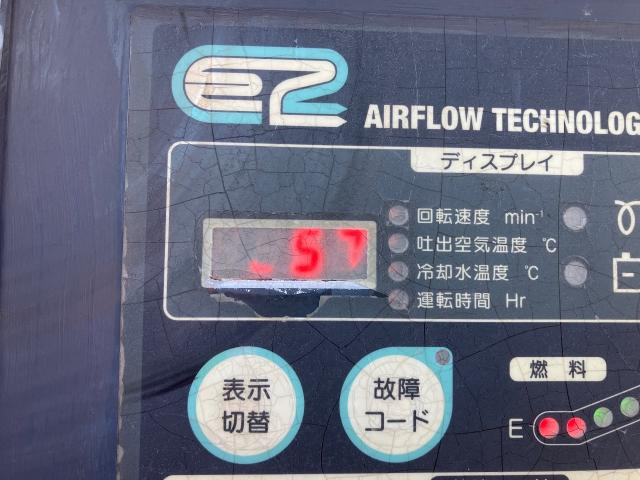 E2
AIRFLOW TECHNOLOG
ディスプレイ
57
回転速度 min⁻¹
吐出空気温度 ℃
冷却水温度 ℃
運転時間 Hr
表示
切替
故障
コード
燃料
E